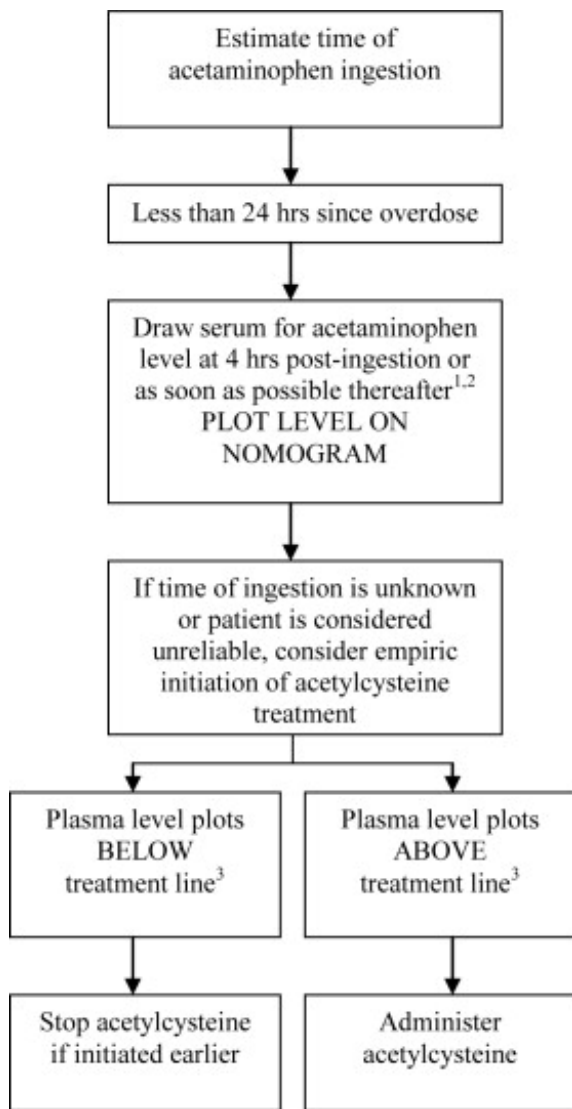 Estimate time of
acetaminophen ingestion
Less than 24 hrs since overdose
Draw serum for acetaminophen
level at 4 hrs post-ingestion or
as soon as possible thereafter1,2
PLOT LEVEL ON
NOMOGRAM
If time of ingestion is unknown
or patient is considered
unreliable, consider empiric
initiation of acetylcysteine
treatment
Plasma level plots
BELOW
treatment line3
Plasma level plots
ABOVE
treatment line3
Stop acetylcysteine
if initiated earlier
Administer
acetylcysteine